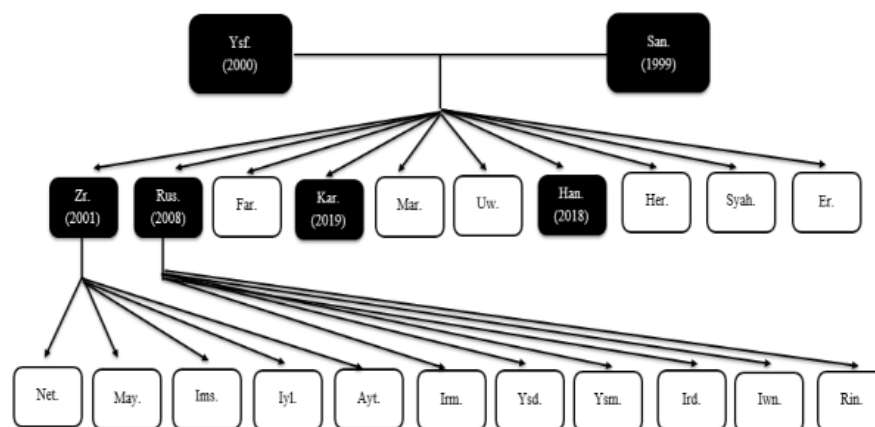 Ysf.
(2000)
San.
(1999)
Zr.
(2001)
Rus.
(2008)
Far.
Kar.
(2019)
Mar.
Uw.
Han.
(2018)
Her.
Syah.
Er.
Net.
May.
Ims.
Iyl.
Ayt.
Irm.
Ysd.
Ysm.
Ird.
Iwn.
Rin.